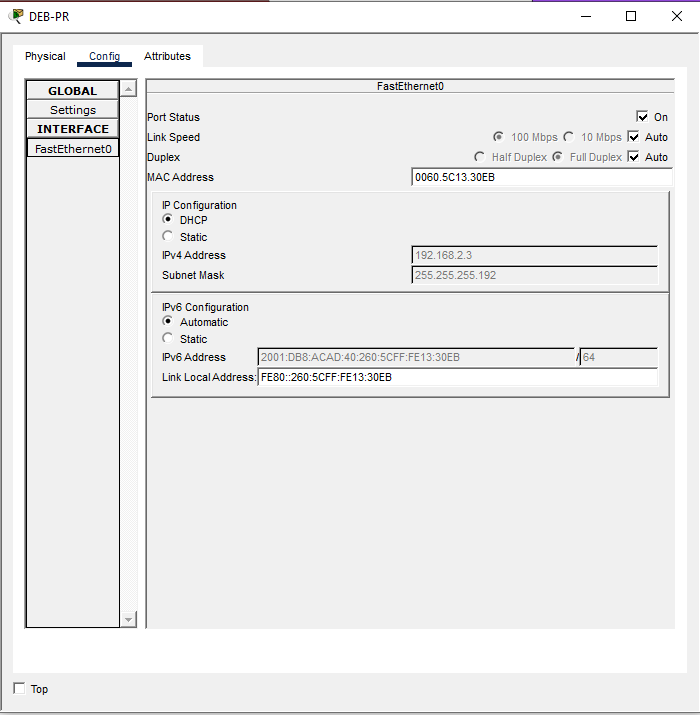 DEB-PR
Physical Config Attributes
GLOBAL
Settings
INTERFACE
FastEthernet0
FastEthernet0
Port Status On
Link Speed 100 Mbps 10 Mbps Auto
Duplex Half Duplex Full Duplex Auto
MAC Address 0060.5C13.30EB
IP Configuration
DHCP
Static
IPv4 Address 192.168.2.3
Subnet Mask 255.255.255.192
IPv6 Configuration
Automatic
Static
IPv6 Address 2001:DB8:ACAD:40:260:5CFF:FE13:30EB / 64
Link Local Address: FE80::260:5CFF:FE13:30EB
Top